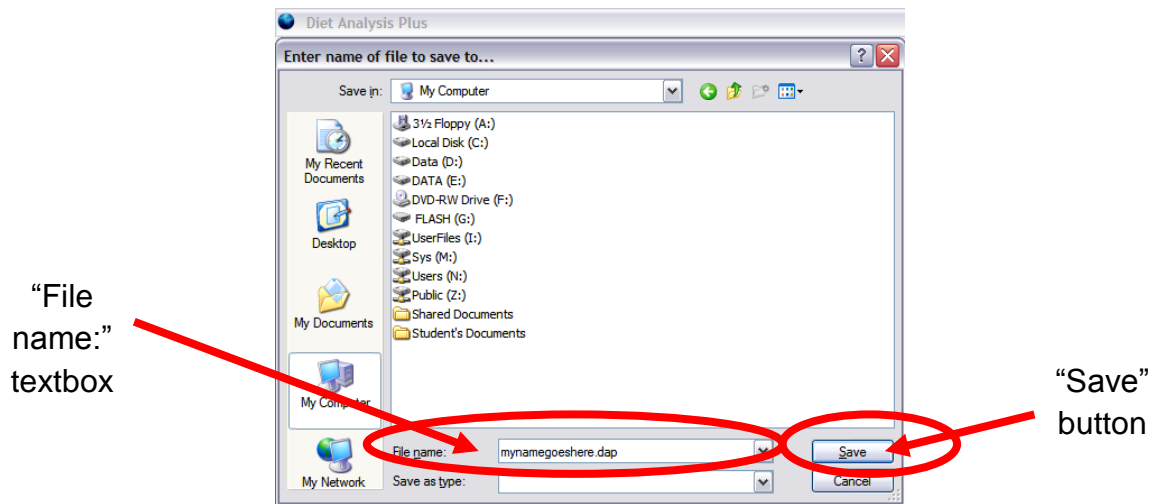 Diet Analysis Plus
Enter name of file to save to...
Save in:
My Computer
3½ Floppy (A:)
Local Disk (C:)
Data (D:)
DATA (E:)
DVD-RW Drive (F:)
FLASH (G:)
UserFiles (I:)
Sys (M:)
Users (N:)
Public (Z:)
Shared Documents
Student's Documents
My Recent
Documents
Desktop
My Documents
My Computer
My Network
File name:
mynamegoeshere.dap
Save
Save as type:
Cancel
“File
name:”
textbox
“Save”
button